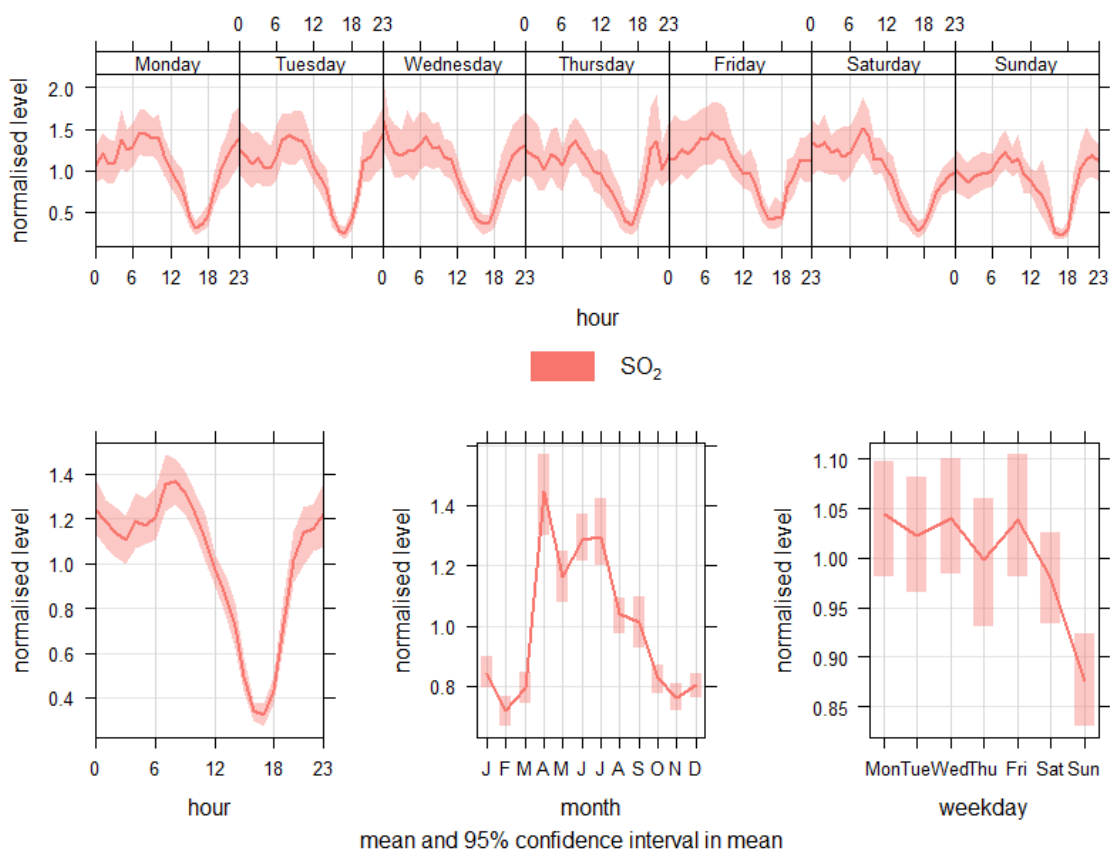 0 6 12 18 23 0 6 12 18 23 0 6 12 18 23
Monday Tuesday Wednesday Thursday Friday Saturday Sunday
normalised level
2.0
1.5
1.0
0.5
0 6 12 18 0 6 12 18 23 0 6 12 18 23 0 6 12 18 23
hour
SO₂
normalised level
1.4
1.2
1.0
0.8
0.6
0.4
0 6 12 18 23
hour
normalised level
1.4
1.2
1.0
0.8
J F M A M J J A S O N D
month
normalised level
1.10
1.05
1.00
0.95
0.90
0.85
Mon Tue Wed Thu Fri Sat Sun
weekday
mean and 95% confidence interval in mean